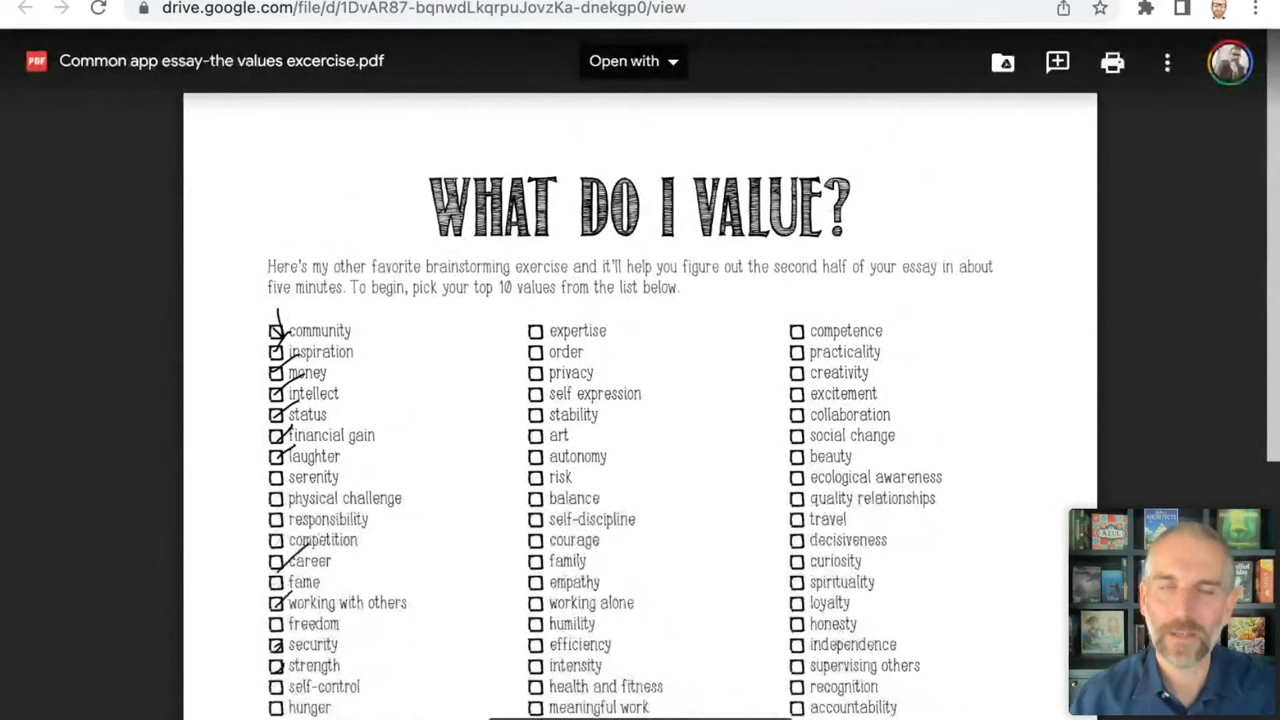 drive.google.com/file/d/1DvAR87-bqnwdLkqrpuJovzKa-dnekgp0/view
PDF Common app essay-the values excercise.pdf
Open with
WHAT DO I VALUE?
Here's my other favorite brainstorming exercise and it'll help you figure out the second half of your essay in about
five minutes. To begin, pick your top 10 values from the list below.
community
inspiration
money
intellect
status
financial gain
laughter
serenity
physical challenge
responsibility
competition
career
fame
working with others
freedom
security
strength
self-control
hunger
expertise
order
privacy
self expression
stability
art
autonomy
risk
balance
self-discipline
courage
family
empathy
working alone
humility
efficiency
intensity
health and fitness
meaningful work
competence
practicality
creativity
excitement
collaboration
social change
beauty
ecological awareness
quality relationships
travel
decisiveness
curiosity
spirituality
loyalty
honesty
independence
supervising others
recognition
accountability
ARCHITECTS
AZUL